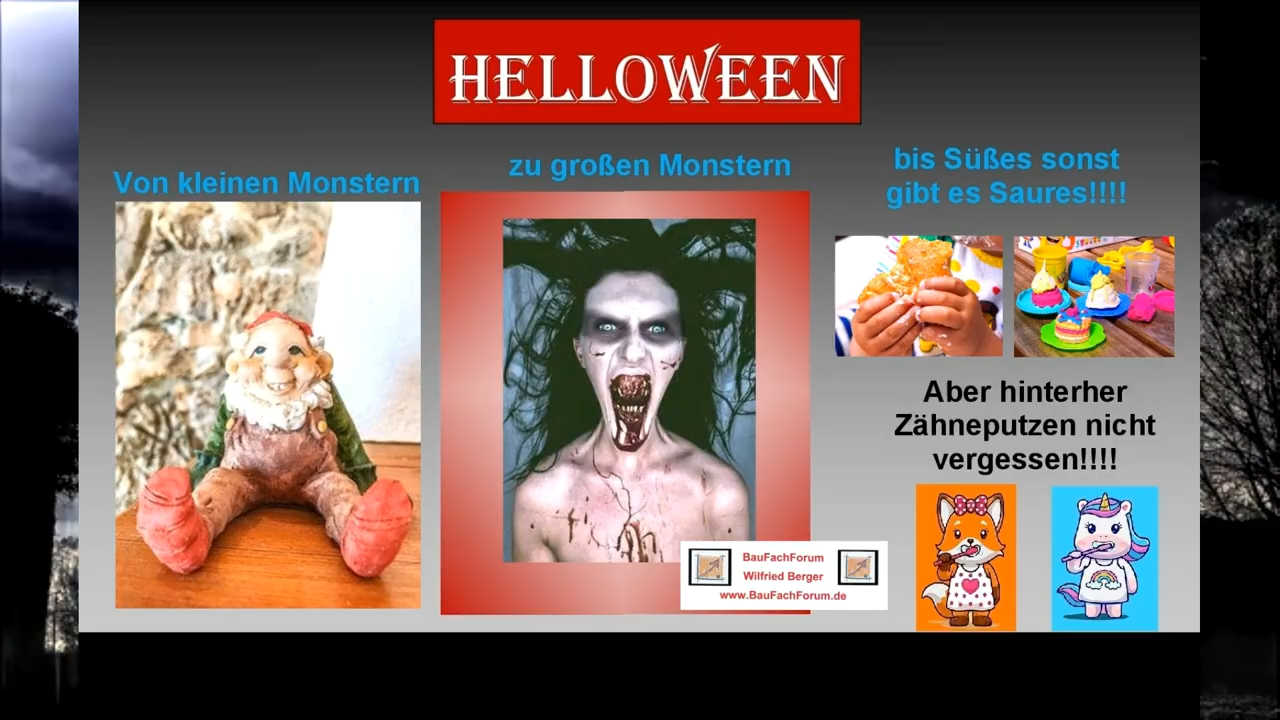 HELLOWEEN
Von kleinen Monstern
zu großen Monstern
bis Süßes sonst
gibt es Saures!!!!
Aber hinterher
Zähneputzen nicht
vergessen!!!!
BauFachForum
Wilfried Berger
www.BauFachForum.de